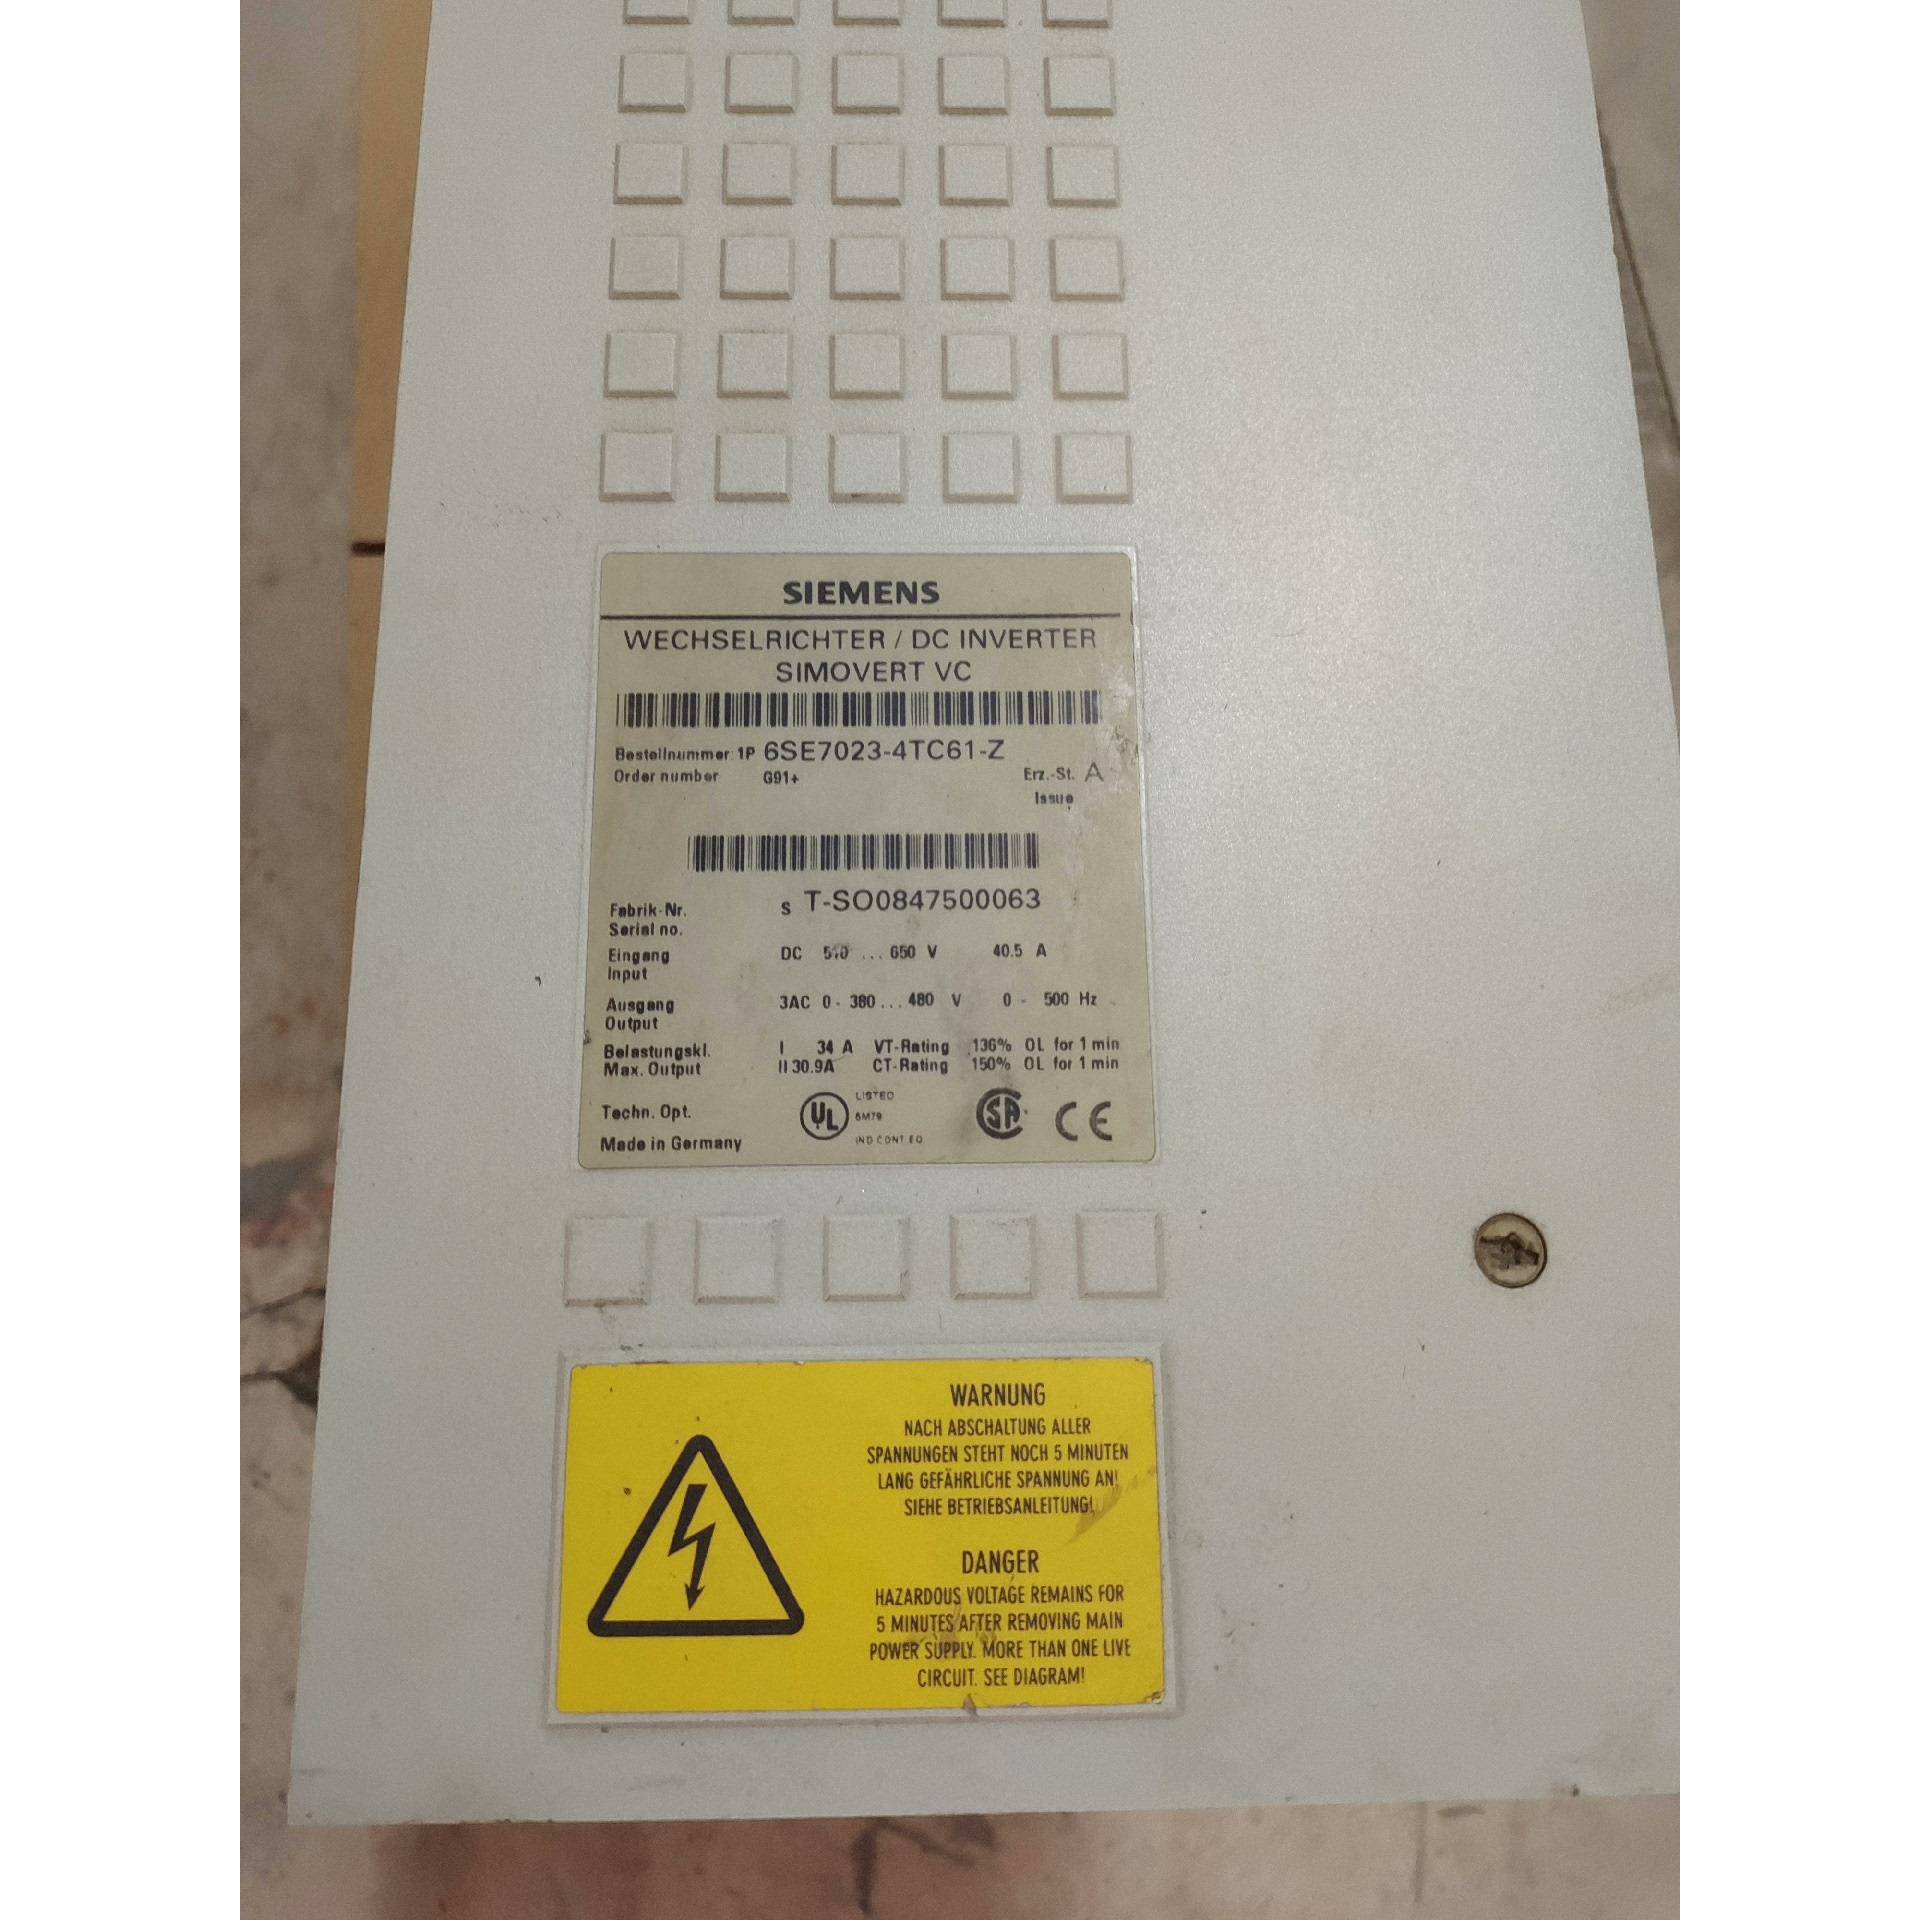 SIEMENS
WECHSELRICHTER / DC INVERTER
SIMOVERT VC
Bestellnummer 1P 6SE7023-4TC61-Z
Order number G91+ Erz.-St. A
Issue
Fabrik-Nr. S T-SO0847500063
Serial no.
Eingang DC 510 ... 650 V 40.5 A
Input
Ausgang 3AC 0 - 380 ... 480 V 0 - 500 Hz
Output
Belastungskl. I 34 A VT-Rating 136% OL for 1 min
Max. Output II 30.9A CT-Rating 150% OL for 1 min
Techn. Opt. UL LISTED 5M79 IND CONT EQ SA CE
Made in Germany
WARNUNG
NACH ABSCHALTUNG ALLER
SPANNUNGEN STEHT NOCH 5 MINUTEN
LANG GEFÄHRLICHE SPANNUNG AN!
SIEHE BETRIEBSANLEITUNG!
DANGER
HAZARDOUS VOLTAGE REMAINS FOR
5 MINUTES AFTER REMOVING MAIN
POWER SUPPLY. MORE THAN ONE LIVE
CIRCUIT. SEE DIAGRAM!